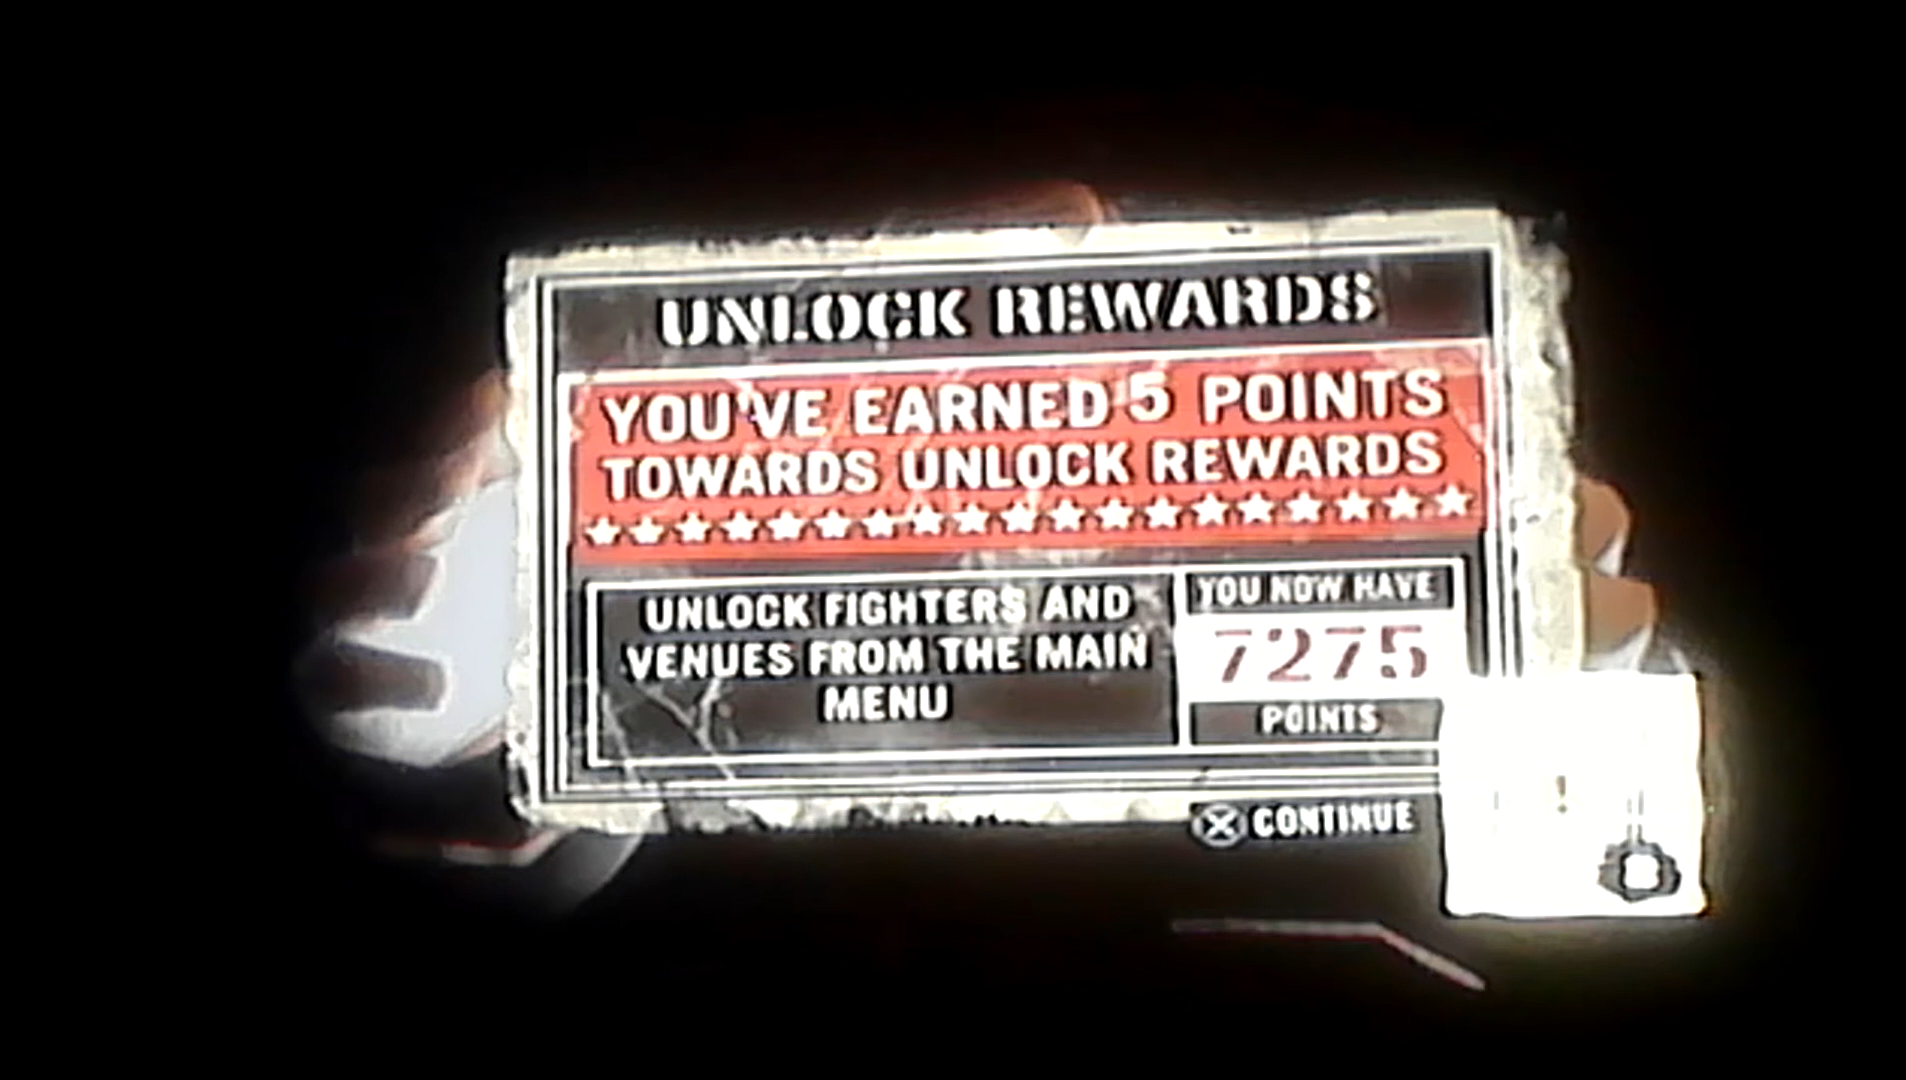 UNLOCK REWARDS
YOU'VE EARNED 5 POINTS
TOWARDS UNLOCK REWARDS
UNLOCK FIGHTERS AND
VENUES FROM THE MAIN
MENU
YOU NOW HAVE
7275
POINTS
CONTINUE